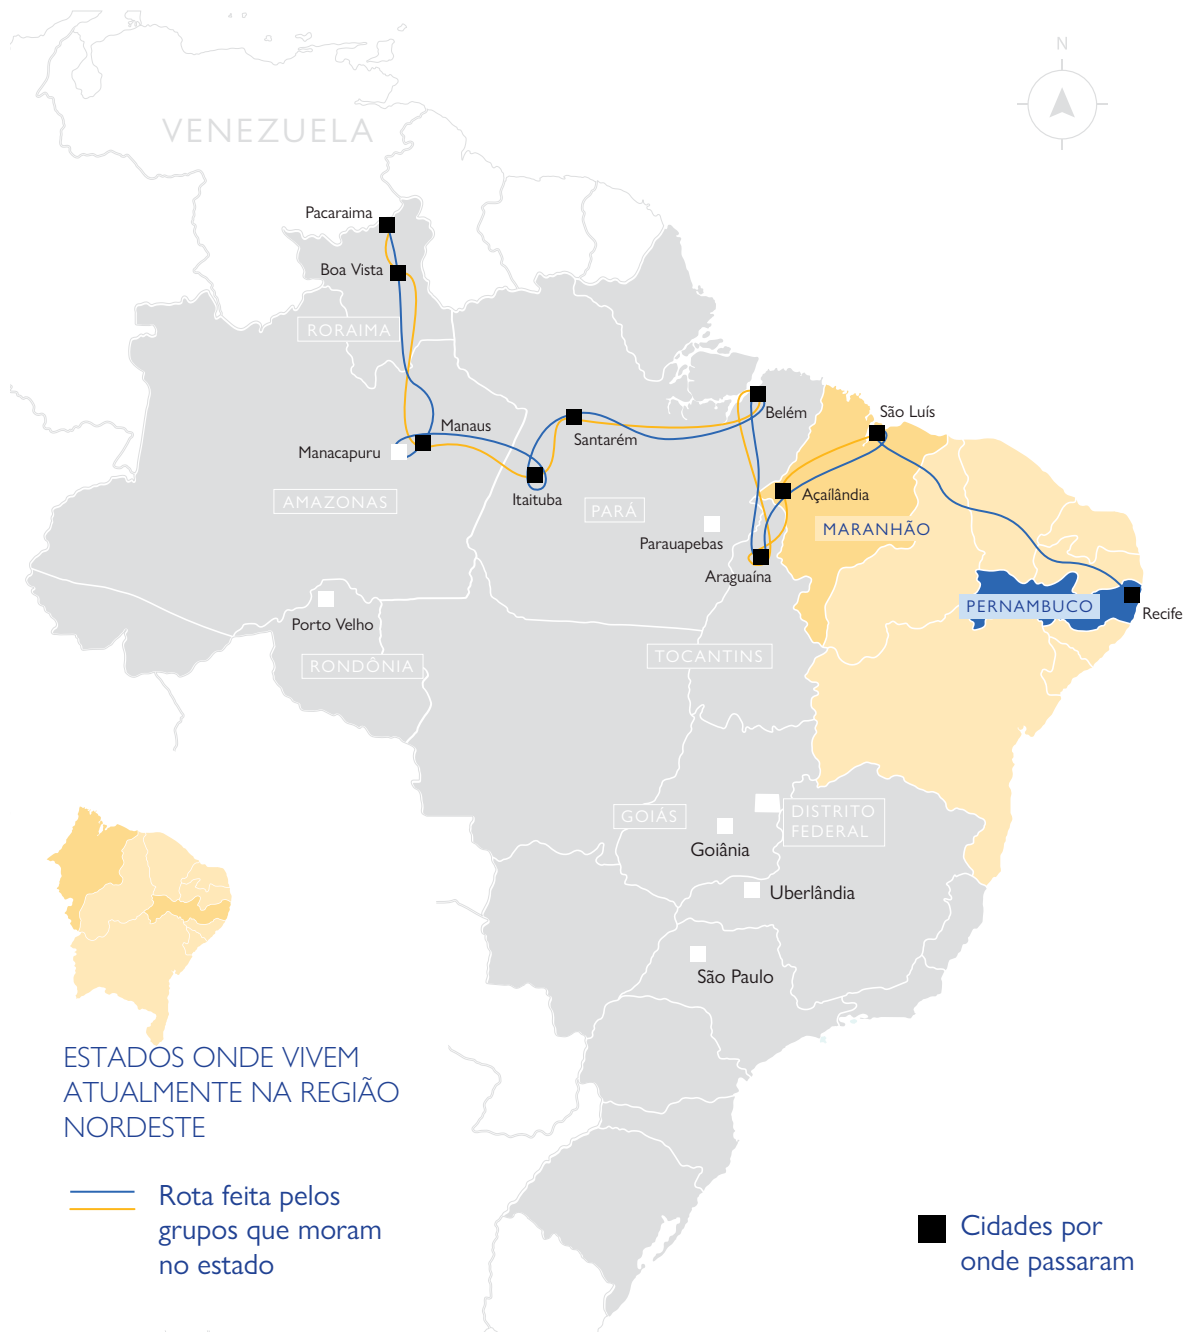 N
VENEZUELA
Pacaraima
Boa Vista
RORAIMA
Belém
São Luís
Manaus
Santarém
Manacapuru
Itaituba
Açaílândia
AMAZONAS
PARÁ
MARANHÃO
Parauapebas
Araguaína
PERNAMBUCO
Recife
Porto Velho
RONDÔNIA
TOCANTINS
GOIÁS
DISTRITO
FEDERAL
Goiânia
Uberlândia
São Paulo
ESTADOS ONDE VIVEM
ATUALMENTE NA REGIÃO
NORDESTE
Rota feita pelos
grupos que moram
no estado
Cidades por
onde passaram